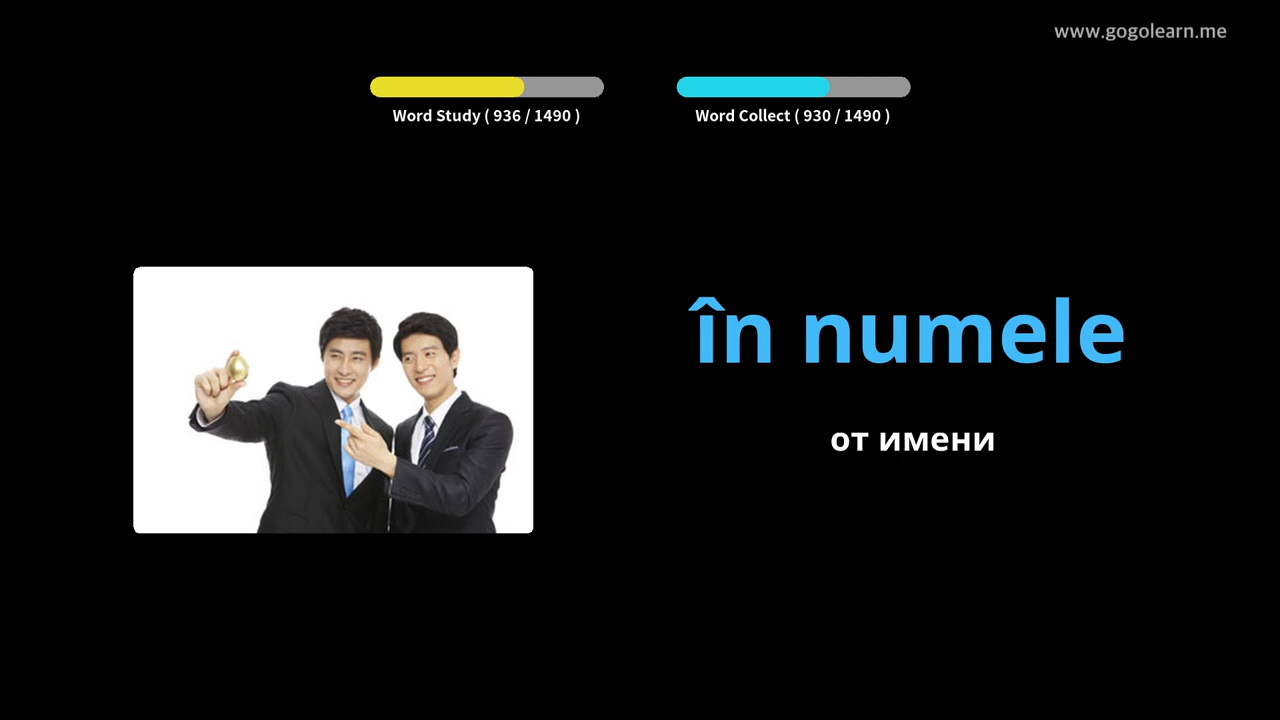 www.gogolearn.me
Word Study ( 936 / 1490 )
Word Collect ( 930 / 1490 )
în numele
от имени